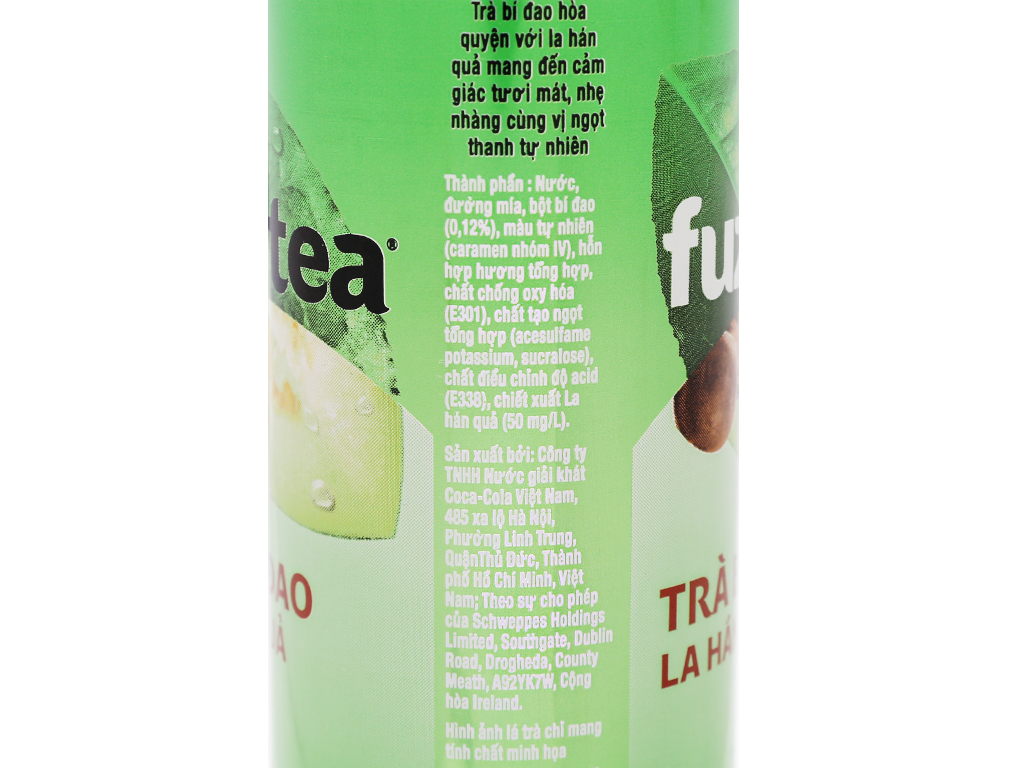 Trà bí đao hòa
quyện với la hán
quả mang đến cảm
giác tươi mát, nhẹ
nhàng cùng vị ngọt
thanh tự nhiên
Thành phần : Nước,
đường mía, bột bí đao
(0,12%), màu tự nhiên
(caramen nhóm IV), hỗn
hợp hương tổng hợp,
chất chống oxy hóa
(E301), chất tạo ngọt
tổng hợp (acesulfame
potassium, sucralose),
chất điều chỉnh độ acid
(E338), chiết xuất La
hán quả (50 mg/L).
Sản xuất bởi: Công ty
TNHH Nước giải khát
Coca-Cola Việt Nam,
485 xa lộ Hà Nội,
Phường Linh Trung,
QuậnThủ Đức, Thành
phố Hồ Chí Minh, Việt
Nam; Theo sự cho phép
của Schweppes Holdings
Limited, Southgate, Dublin
Road, Drogheda, County
Meath, A92YK7W, Cộng
hòa Ireland.
Hình ảnh lá trà chỉ mang
tính chất minh họa
tea®
ĐAO
fuz
TRÀ
LA HÁ